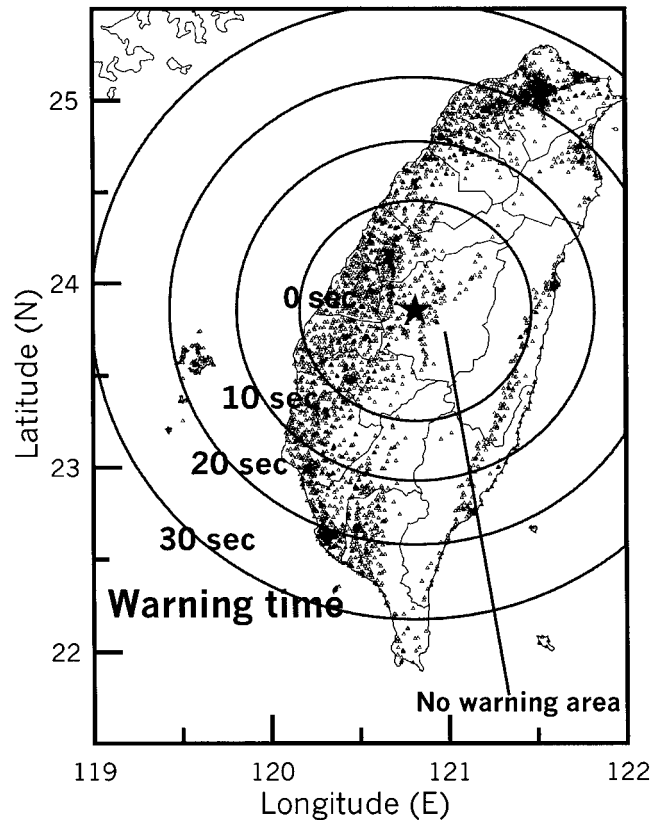 25
24
23
22
Latitude (N)
0 sec
10 sec
20 sec
30 sec
Warning timé
No warning area
119
120
121
122
Longitude (E)